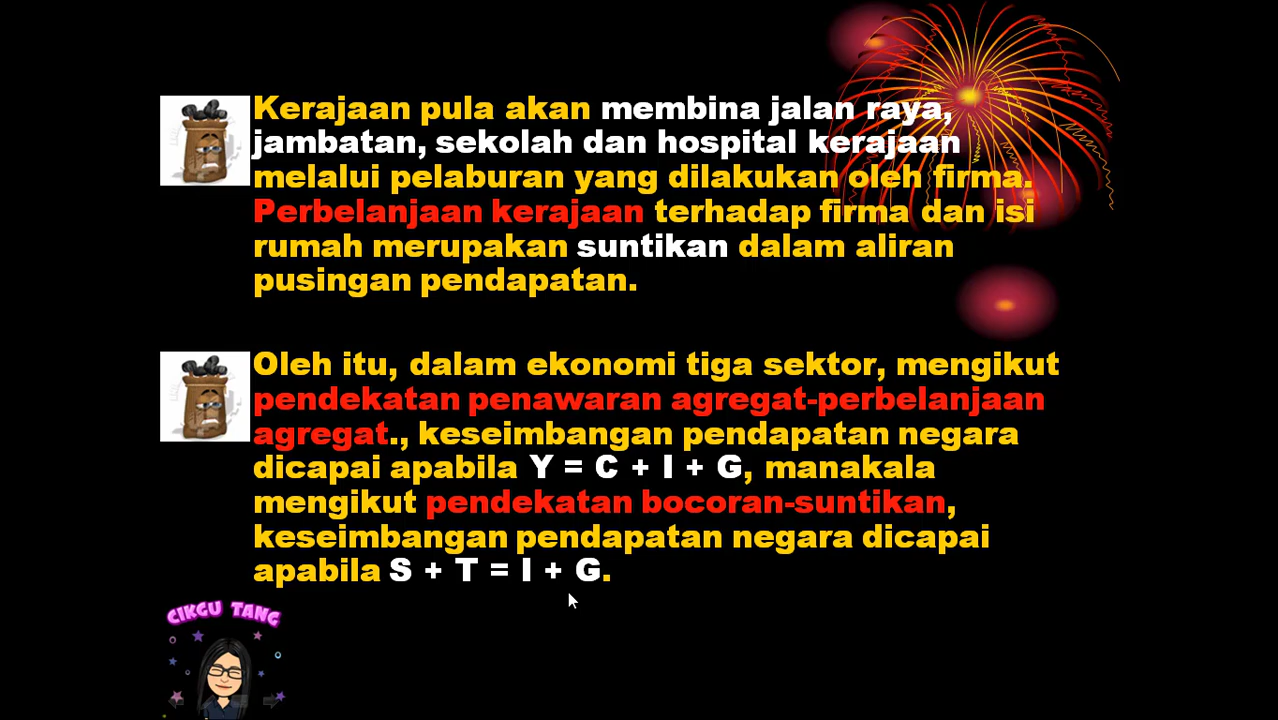 Kerajaan pula akan membina jalan raya,
jambatan, sekolah dan hospital kerajaan
melalui pelaburan yang dilakukan oleh firma.
Perbelanjaan kerajaan terhadap firma dan isi
rumah merupakan suntikan dalam aliran
pusingan pendapatan.
Oleh itu, dalam ekonomi tiga sektor, mengikut
pendekatan penawaran agregat-perbelanjaan
agregat., keseimbangan pendapatan negara
dicapai apabila Y = C + I + G, manakala
mengikut pendekatan bocoran-suntikan,
keseimbangan pendapatan negara dicapai
apabila S + T = I + G.
CIKGU TANG